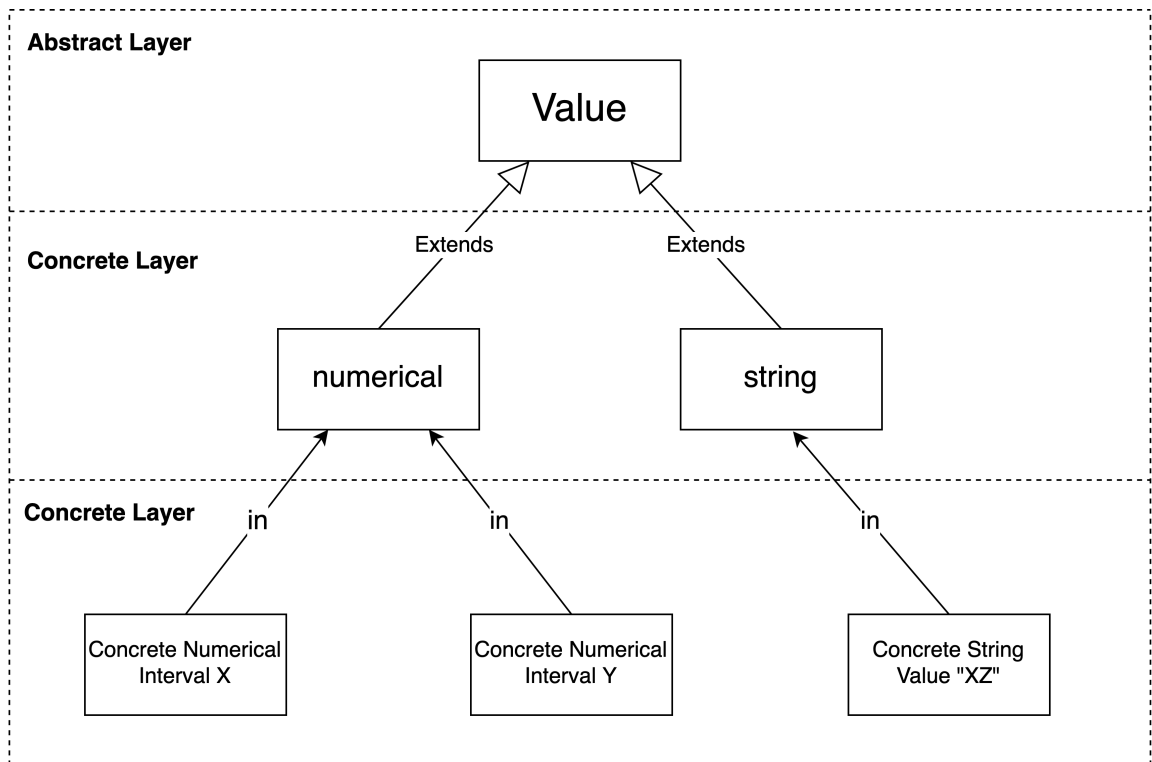 Abstract Layer
Value
Extends
Extends
Concrete Layer
numerical
string
Concrete Layer
in
in
in
Concrete Numerical
Interval X
Concrete Numerical
Interval Y
Concrete String
Value "XZ"